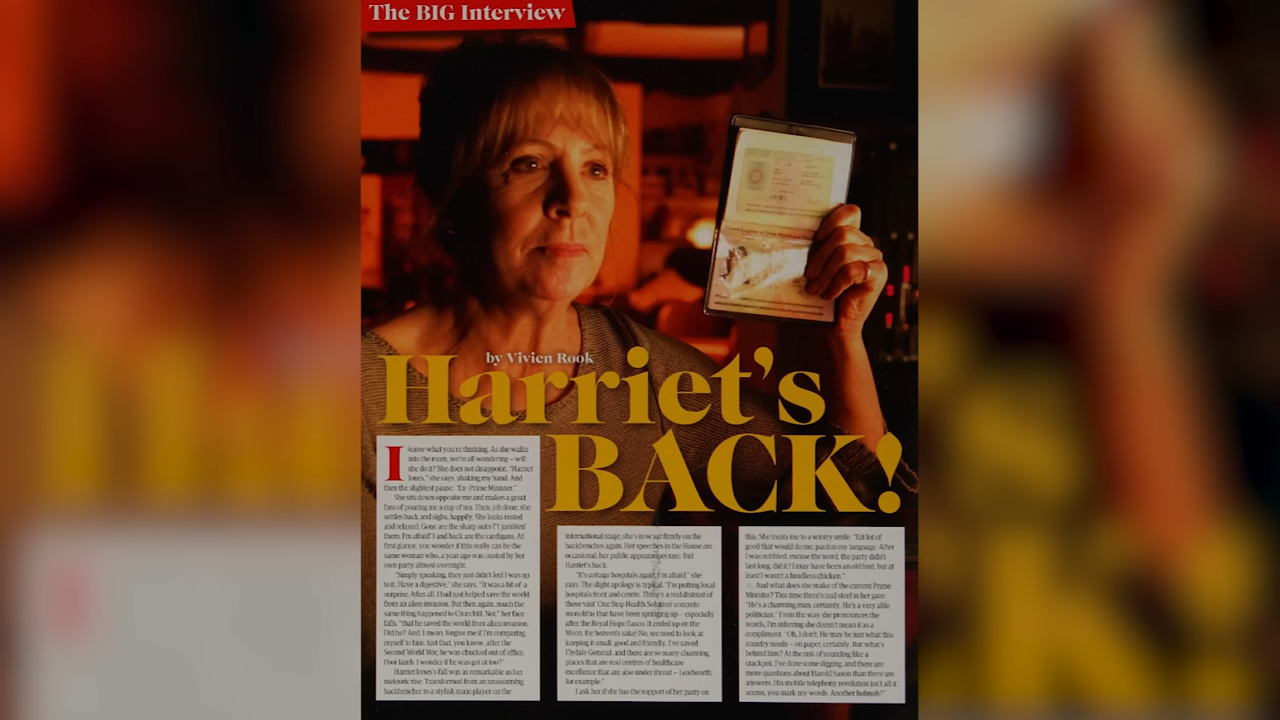 The BIG Interview
by Vivien Rook
Harriet's
BACK!
I know what you're thinking. As she walks
into the room, we're all wondering – will
she do it? She does not disappoint. "Harriet
Jones," she says, shaking my hand. And
then the slightest pause. "Ex-Prime Minister."
She sits down opposite me and makes a great
fuss of pouring me a cup of tea. Then, job done, she
settles back and sighs, happily. She looks rested
and relaxed. Gone are the sharp suits ("I jumbled
them, I'm afraid") and back are the cardigans. At
first glance, you wonder if this really can be the
same woman who, a year ago was ousted by her
own party almost overnight.
"Simply speaking, they just didn't feel I was up
to it. Have a digestive," she says. "It was a bit of a
surprise. After all, I had just helped save the world
from an alien invasion. But then again, much the
same thing happened to Churchill. Not," her face
falls, "that he saved the world from alien invasion.
Did he? And, I mean, forgive me if I'm comparing
myself to him. Just that, you know, after the
Second World War, he was chucked out of office.
Poor lamb. I wonder if he was got at too?"
Harriet Jones's fall was as remarkable as her
meteoric rise. Transformed from an unassuming
backbencher to a stylish main player on the
international stage, she's now sat firmly on the
backbenches again. Her speeches in the House are
occasional, her public appearances rare. But
Harriet's back.
"It's cottage hospitals again, I'm afraid," she
says. The slight apology is typical. "I'm putting local
hospitals front and centre. There's a real distrust of
those vast 'One Stop Health Solution' concrete
monoliths that have been springing up – especially
after the Royal Hope fiasco. It ended up on the
Moon, for heaven's sake! No, we need to look at
keeping it small, good and friendly. I've saved
Flydale General, and there are so many charming
places that are real centres of healthcare
excellence that are also under threat – Leadworth,
for example."
I ask her if she has the support of her party on
this. She treats me to a wintry smile. "Fat lot of
good that would do me, pardon my language. After
I was nobbled, excuse the word, the party didn't
last long, did it? I may have been an old bird, but at
least I wasn't a headless chicken."
And what does she make of the current Prime
Minister? This time there's real steel in her gaze.
"He's a charming man, certainly. He's a very able
politician." From the way she pronounces the
words, I'm inferring she doesn't mean it as a
compliment. "Oh, I don't. He may be just what this
country needs – on paper, certainly. But what's
behind him? At the risk of sounding like a
crackpot, I've done some digging, and there are
more questions about Harold Saxon than there are
answers. His mobile telephony revolution isn't all it
seems, you mark my words. Another hobnob?"